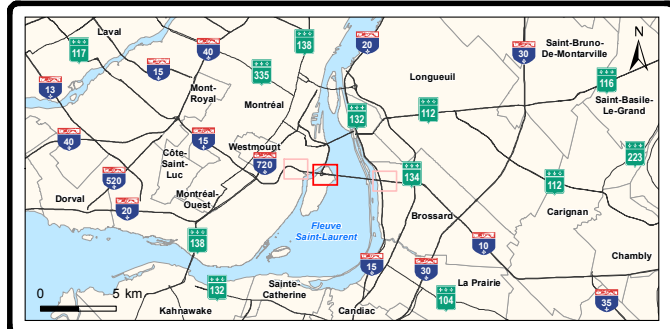 Laval
117
40
138
20
30
Saint-Bruno-
De-Montarville
N
13
15
335
Mont-
Royal
Montréal
Longueuil
116
Saint-Basile-
Le-Grand
132
112
40
15
Westmount
Côte-
Saint-
Luc
720
223
520
Dorval
20
Montréal-
Ouest
134
112
Carignan
Brossard
Fleuve
Saint-Laurent
138
10
Chambly
15
30
La Prairie
0 5 km
132
Sainte-
Catherine
104
35
Kahnawake
Candiac